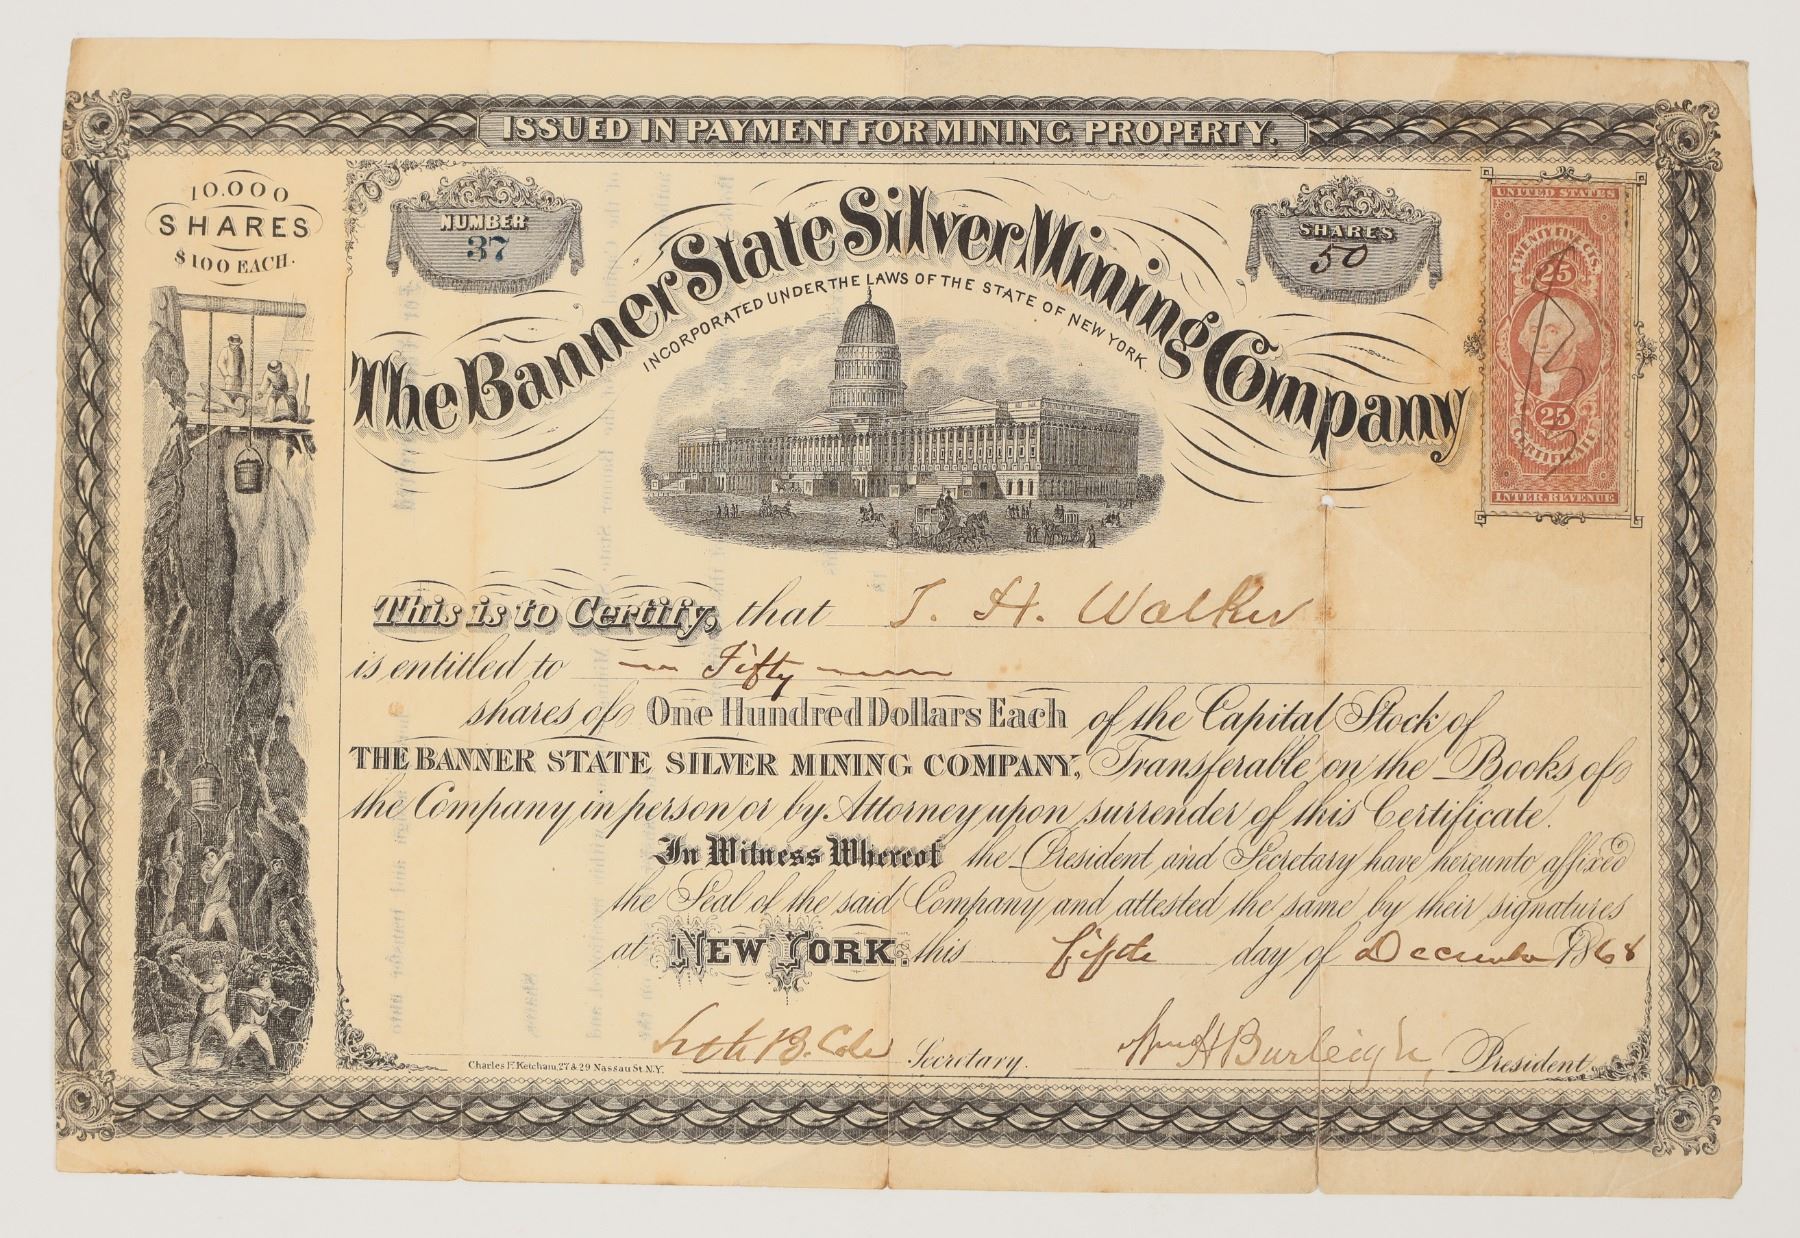 ISSUED IN PAYMENT FOR MINING PROPERTY.
10.000
SHARES
$100 EACH.
NUMBER
37
SHARES
50
UNITED STATES
TWENTY FIVE CTS.
25
25
CERTIFICATE
INTER. REVENUE
The Banner State Silver Mining Company
INCORPORATED UNDER THE LAWS OF THE STATE OF NEW YORK.
This is to Certify, that J. H. Walker
is entitled to Fifty
shares of One Hundred Dollars Each of the Capital Stock of
THE BANNER STATE SILVER MINING COMPANY, Transferable on the Books of
the Company in person or by Attorney upon surrender of this Certificate.
In Witness Whereof the President and Secretary have hereunto affixed
the Seal of the said Company and attested the same by their signatures
at NEW YORK. this fifth day of December 1868
Seth B. Cole Secretary. Wm H Burleigh, President.
Charles F. Ketcham, 27 & 29 Nassau St. N.Y.